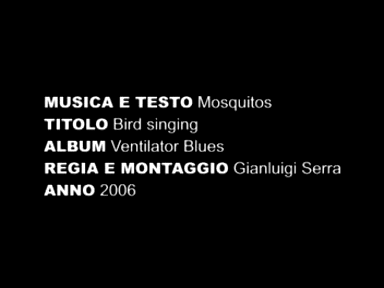 MUSICA E TESTO Mosquitos
TITOLO Bird singing
ALBUM Ventilator Blues
REGIA E MONTAGGIO Gianluigi Serra
ANNO 2006